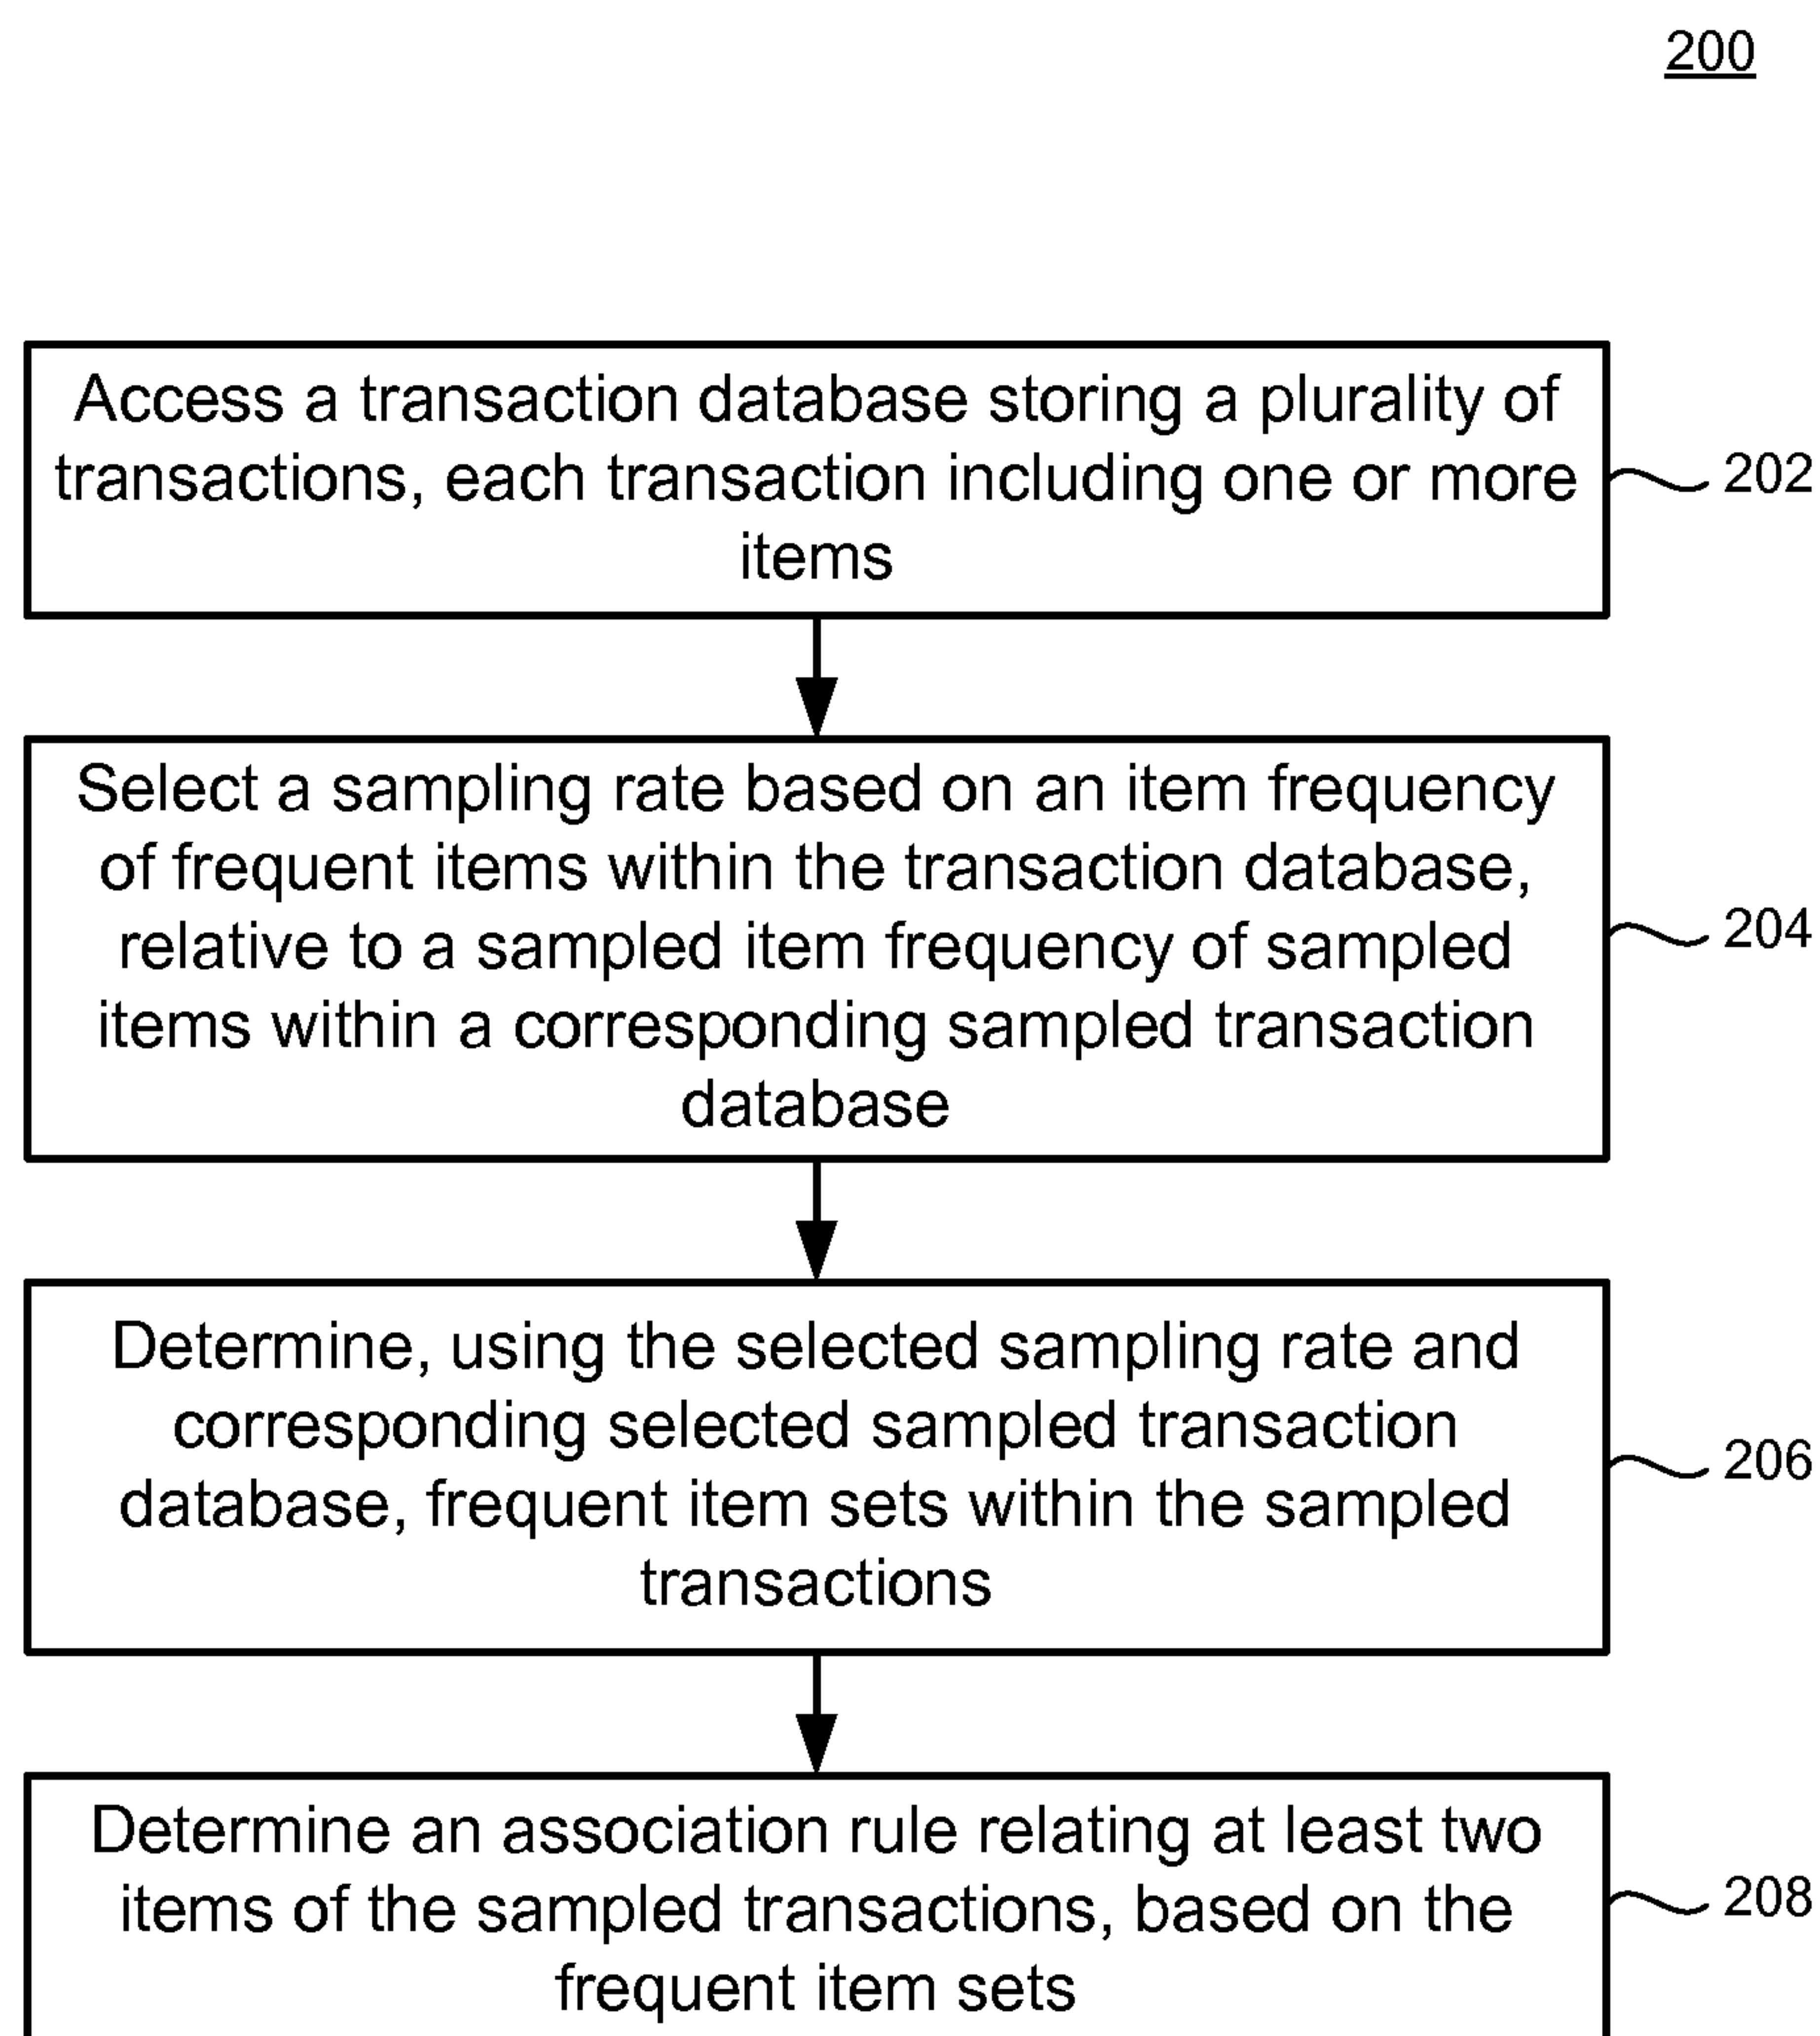 200
Access a transaction database storing a plurality of
transactions, each transaction including one or more
items
202
Select a sampling rate based on an item frequency
of frequent items within the transaction database,
relative to a sampled item frequency of sampled
items within a corresponding sampled transaction
database
204
Determine, using the selected sampling rate and
corresponding selected sampled transaction
database, frequent item sets within the sampled
transactions
206
Determine an association rule relating at least two
items of the sampled transactions, based on the
frequent item sets
208